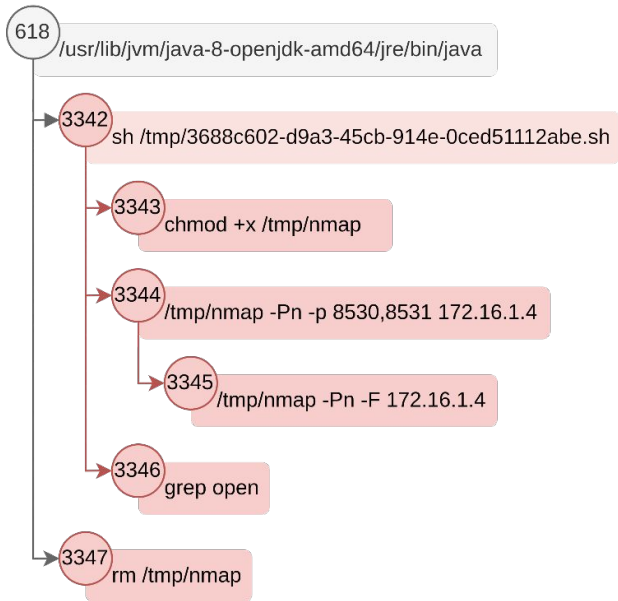 618
/usr/lib/jvm/java-8-openjdk-amd64/jre/bin/java
3342
sh /tmp/3688c602-d9a3-45cb-914e-0ced51112abe.sh
3343
chmod +x /tmp/nmap
3344
/tmp/nmap -Pn -p 8530,8531 172.16.1.4
3345
/tmp/nmap -Pn -F 172.16.1.4
3346
grep open
3347
rm /tmp/nmap